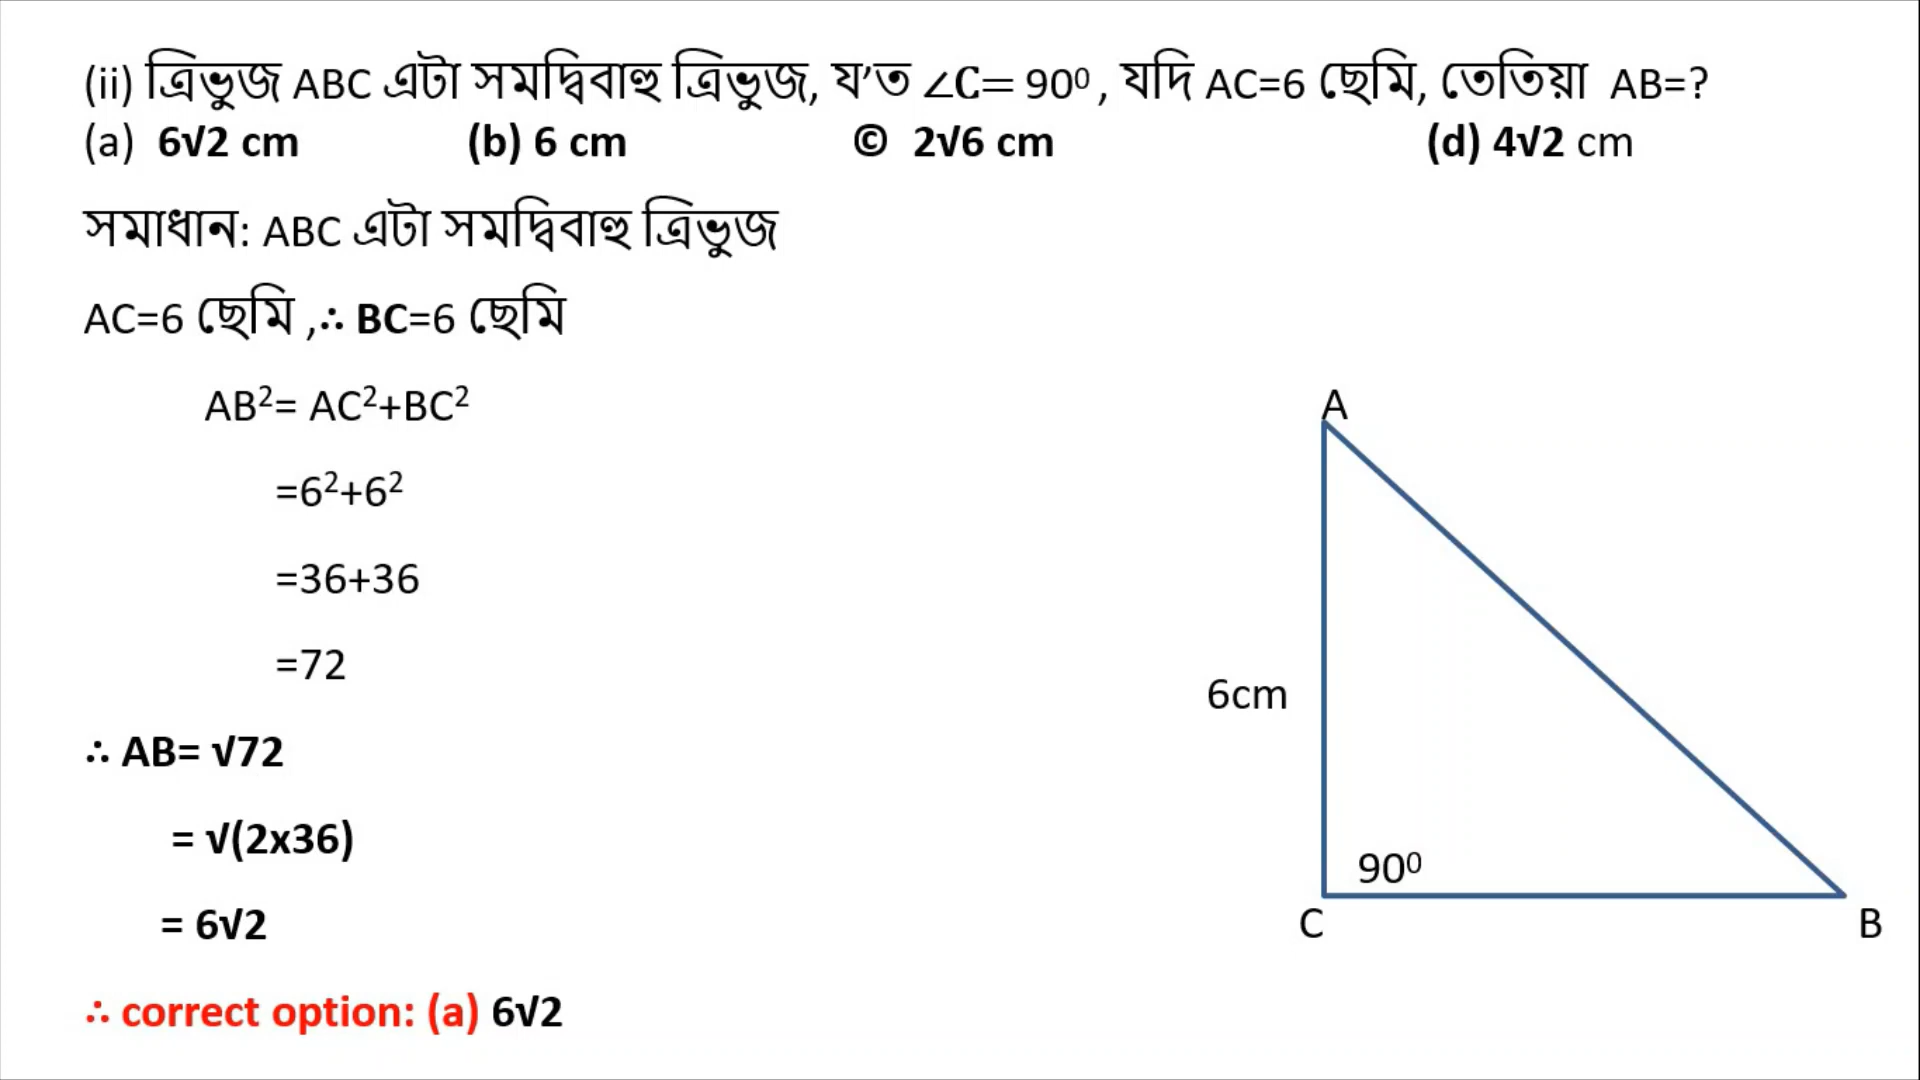 (ii) ত্রিভুজ ABC এটা সমদ্বিবাহু ত্রিভুজ, য’ত ∠C= 90⁰, যদি AC=6 ছেমি, তেতিয়া AB=?
(a) 6√2 cm (b) 6 cm © 2√6 cm (d) 4√2 cm
সমাধান: ABC এটা সমদ্বিবাহু ত্রিভুজ
AC=6 ছেমি ,∴ BC=6 ছেমি
AB²= AC²+BC²
=6²+6²
=36+36
=72
∴ AB= √72
= √(2x36)
= 6√2
∴ correct option: (a) 6√2
A
6cm
90⁰
C
B